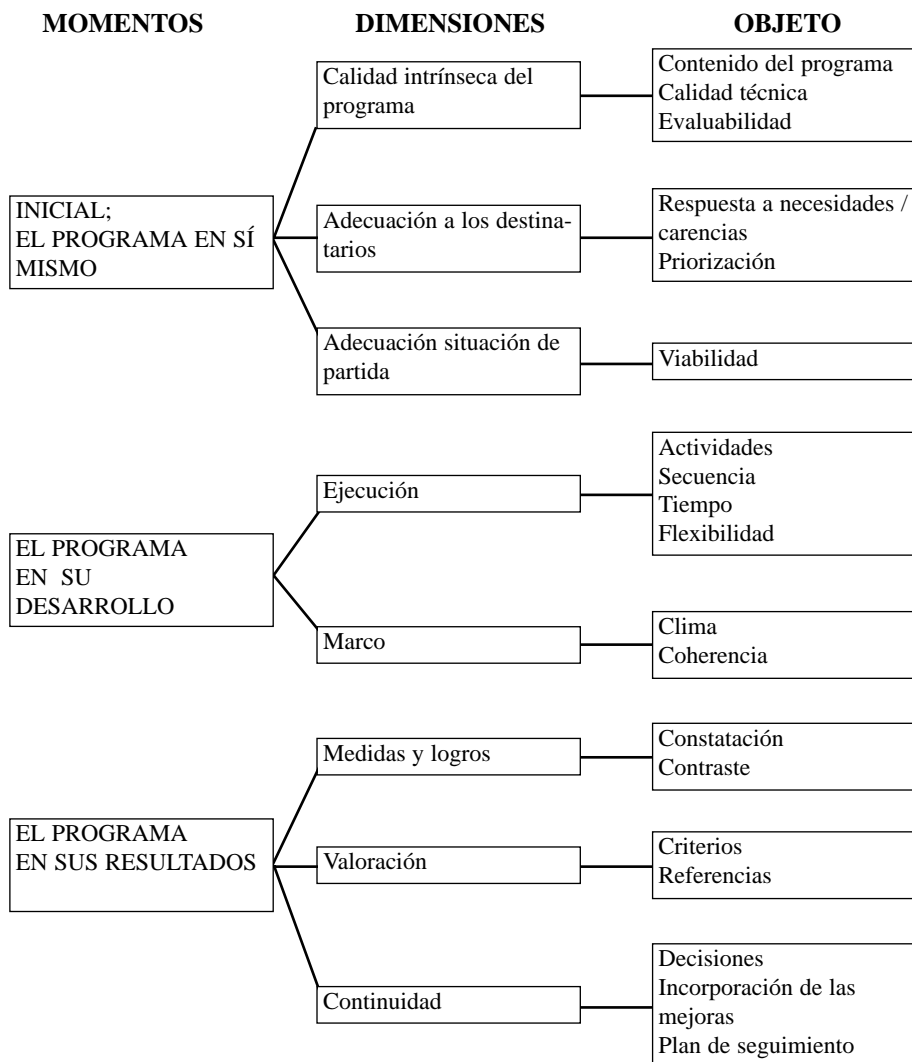 MOMENTOS
DIMENSIONES
OBJETO
INICIAL;
EL PROGRAMA EN SÍ
MISMO
Calidad intrínseca del
programa
Contenido del programa
Calidad técnica
Evaluabilidad
Adecuación a los destina-
tarios
Respuesta a necesidades /
carencias
Priorización
Adecuación situación de
partida
Viabilidad
EL PROGRAMA
EN SU
DESARROLLO
Ejecución
Actividades
Secuencia
Tiempo
Flexibilidad
Marco
Clima
Coherencia
EL PROGRAMA
EN SUS RESULTADOS
Medidas y logros
Constatación
Contraste
Valoración
Criterios
Referencias
Continuidad
Decisiones
Incorporación de las
mejoras
Plan de seguimiento